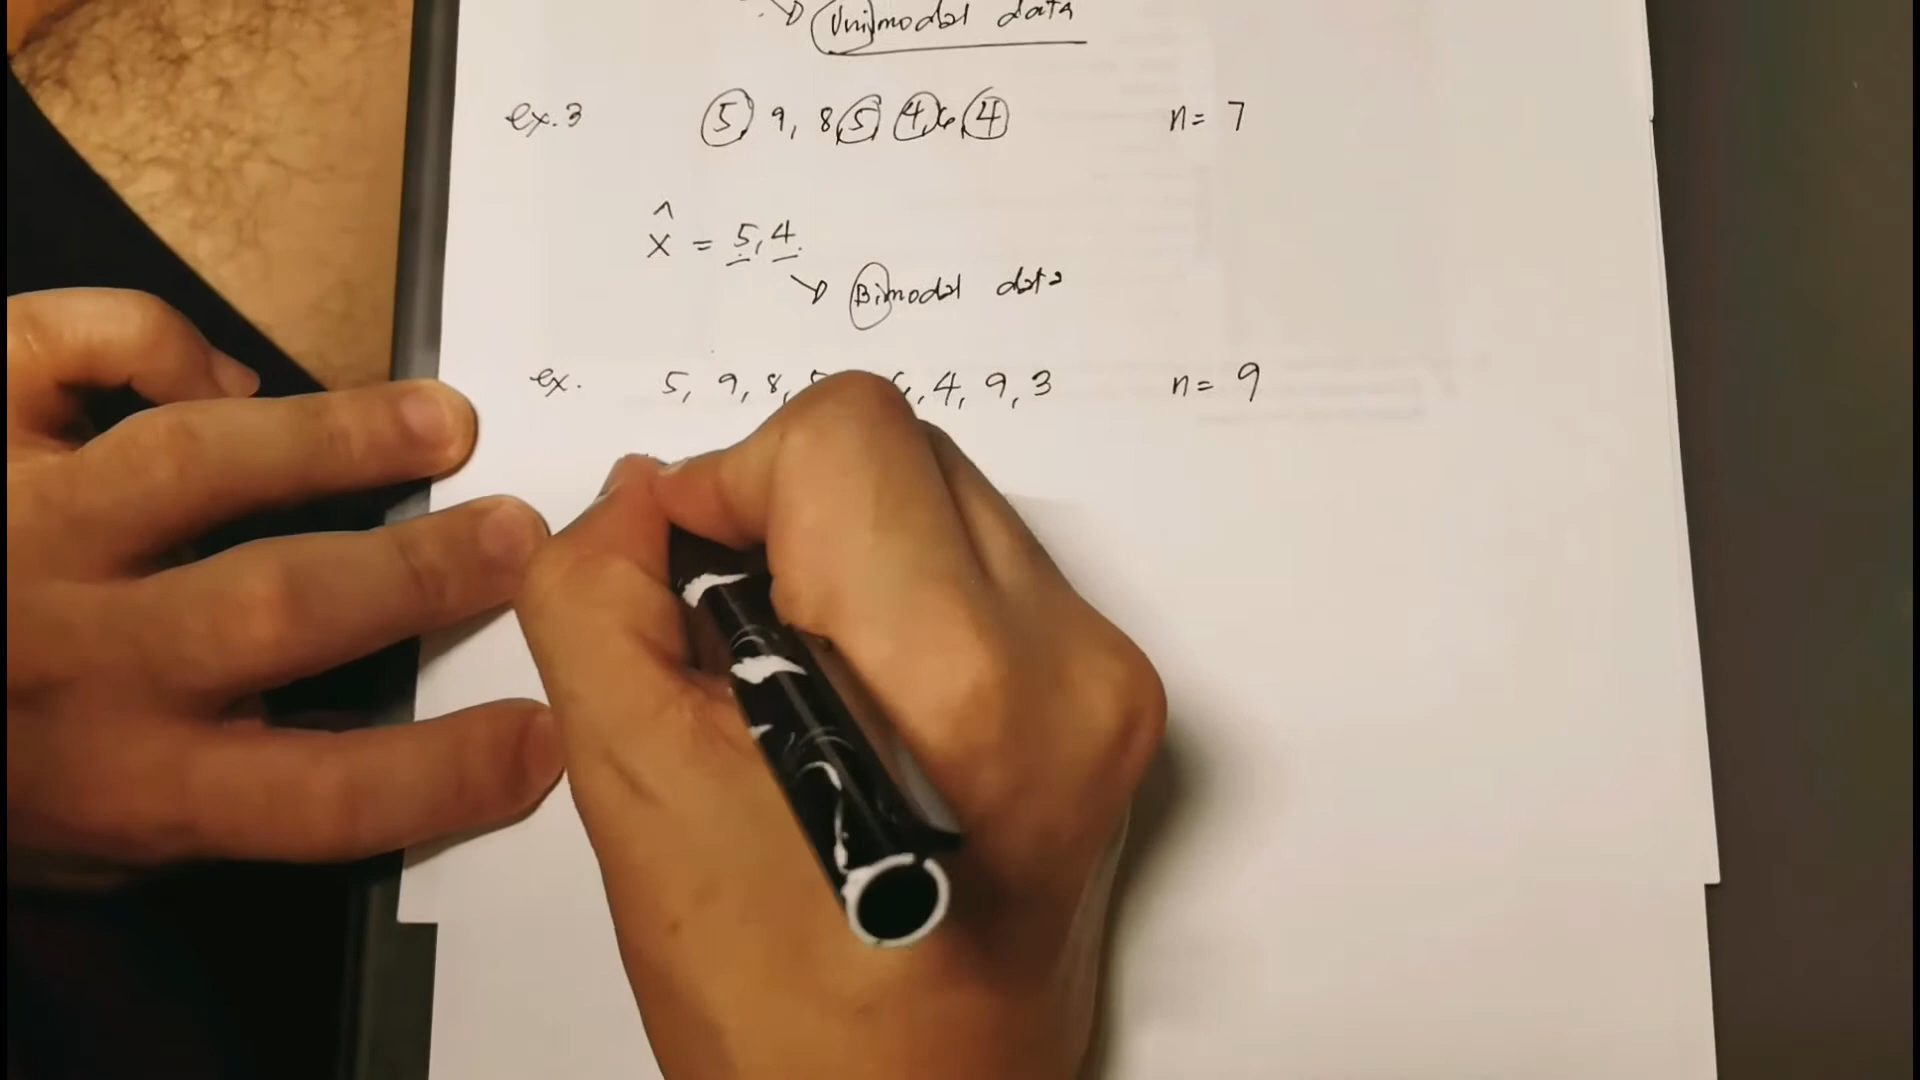 Unimodal data
ex.3 5 9, 8, 5, 4, 6, 4 n= 7
^
x = 5,4.
Bimodal data
ex. 5, 9, 8, 4, 9, 3 n= 9